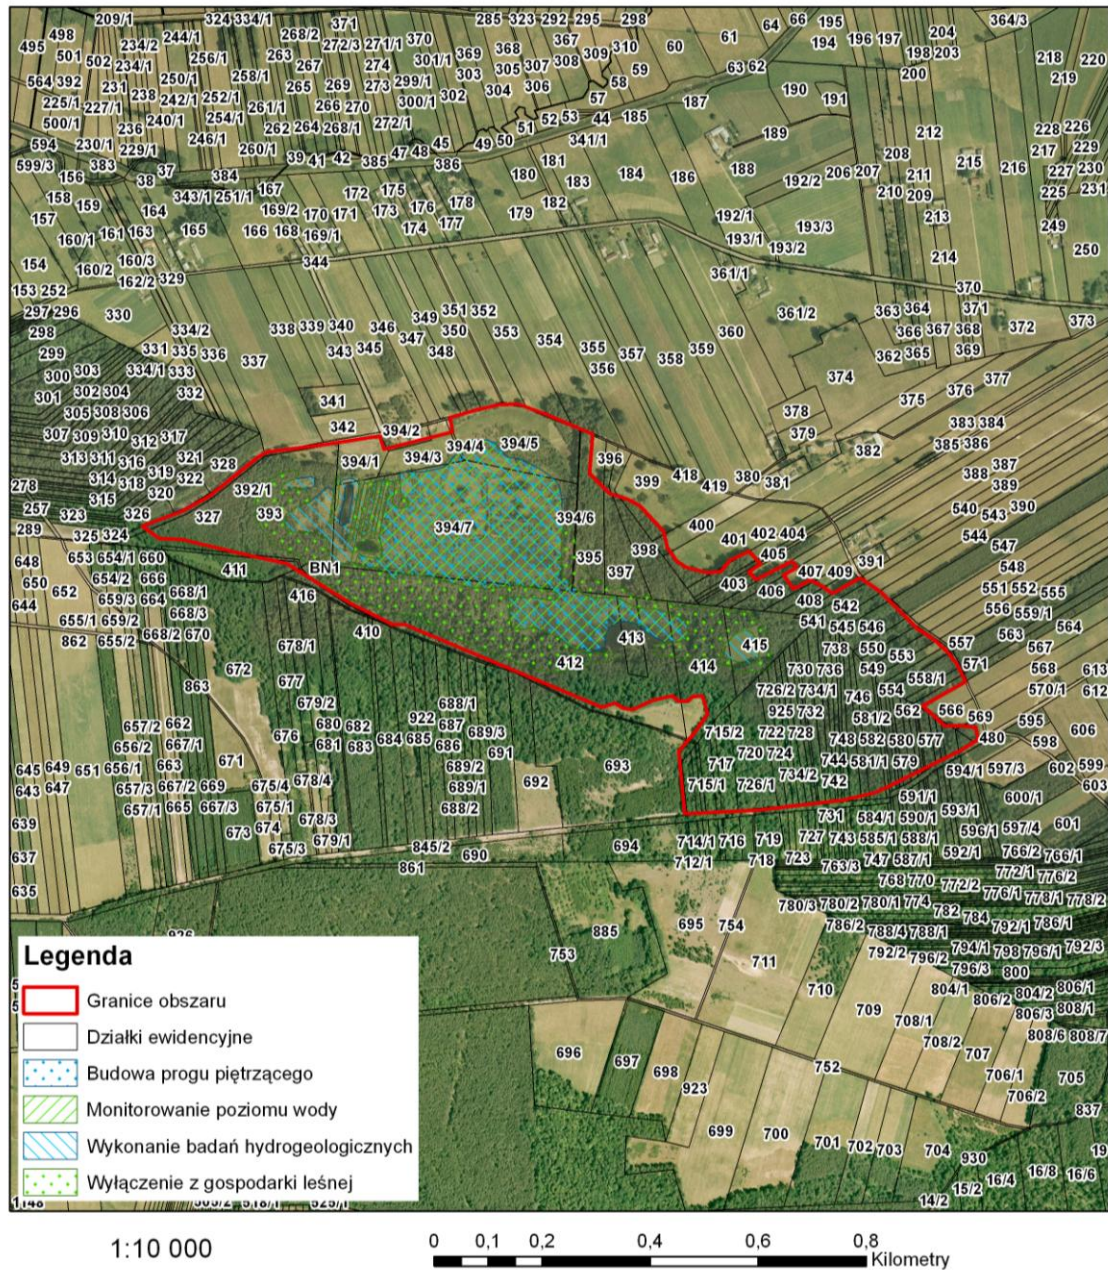 209/1 324 334/1 371 285 323 292 295 298 64 66 195 364/3
498 244/1 268/2 370 367 61 204
495 234/2 272/3 271/1 368 309 310 60 194 196 197 218 220
501 502 256/1 263 301/1 369 198 203
234/1 267 274 305 307 308 59 63 62 200 219
564 392 231 250/1 258/1 265 269 273 299/1 303 304 306 58
225/1 227/1 238 242/1 252/1 266 270 300/1 302 57 187 190 191
500/1 240/1 254/1 261/1 52 53 44 185
236 262 264 268/1 272/1 51 341/1 189 212 228 226
594 230/1 229/1 246/1 260/1 39 41 42 385 47 48 45 49 50 208 217 229
599/3 383 37 386 181 184 188 206 207 215 216 227 230
156 38 384 167 175 180 183 186 192/2 211
158 159 343/1 251/1 172 178 182 210 209 225 231
157 164 169/2 170 171 173 176 179 192/1 213
161 163 165 166 168 169/1 174 177 193/3 249
160/1 193/1 193/2 214 250
154 160/2 160/3 344 361/1
153 252 162/2 329 370
297 296 330 351 352 361/2 363 364 371
298 334/2 338 339 340 346 349 350 353 360 366 367 368 372 373
331 335 336 343 345 347 348 354 355 357 359
299 337 356 358 362 365 369
300 303 334/1 333 374 377
301 302 304 332 376
305 308 306 341 378 375
307 309 310 342 394/2 379 383 384
312 317 394/4 394/5 385 386
313 311 316 321 328 394/1 394/3 396 418 380 382 387
314 318 319 322 399 419 381 388
278 315 320 392/1 389
257 323 326 327 393 394/7 394/6 400 402 404 540 543 390
289 325 324 401 391 544
653 654/1 660 395 398 405 547
648 411 BN1 397 407 409 548
650 652 654/2 666 403 406
659/3 664 668/1 416 408 542 551 552 555
644 668/3 541 556 559/1
655/1 659/2 410 545 546 564
862 655/2 668/2 670 678/1 413 415 738 550 557 563
672 412 414 730 736 549 553 571 567
863 677 726/2 734/1 558/1 568 613
679/2 688/1 746 554 570/1 612
657/2 662 680 682 922 687 689/3 925 732 581/2 562 566 569 595
656/2 667/1 676 681 683 684 685 686 691 715/2 722 728 748 582 580 577 480 598 606
671 689/2 693 720 724 744 581/1 579
645 649 651 656/1 663 717 594/1 597/3 602 599
643 647 657/3 667/2 669 675/4 678/4 689/1 692 715/1 726/1 734/2 742 603
657/1 665 667/3 675/1 688/2 591/1 600/1
639 678/3 731 584/1 590/1 593/1
673 674 679/1 714/1 716 719 727 743 585/1 588/1 596/1 597/4 601
675/3 845/2 690 694 592/1 766/2 766/1
637 861 712/1 718 723 763/3 747 587/1 772/1 776/2
635 768 770 772/2 776/1 778/1 778/2
780/3 780/2 780/1 774 782 784 792/1 786/1
926 885 695 754 786/2 788/4 788/1
753 711 792/2 796/2 794/1 798 796/1 792/3
796/3 800
710 804/1 804/2 806/1
709 806/2 806/3 808/1
708/1 808/6 808/7
696 697 698 708/2 707
752 706/1 705
923 706/2
837
699 700 701 702 703 704
930 16/8 19
15/2 16/4 16/6
14/2
1148 505/2 518/1 525/1
Legenda
Granice obszaru
Działki ewidencyjne
Budowa progu piętrzącego
Monitorowanie poziomu wody
Wykonanie badań hydrogeologicznych
Wyłączenie z gospodarki leśnej
1:10 000
0 0,1 0,2 0,4 0,6 0,8
Kilometry